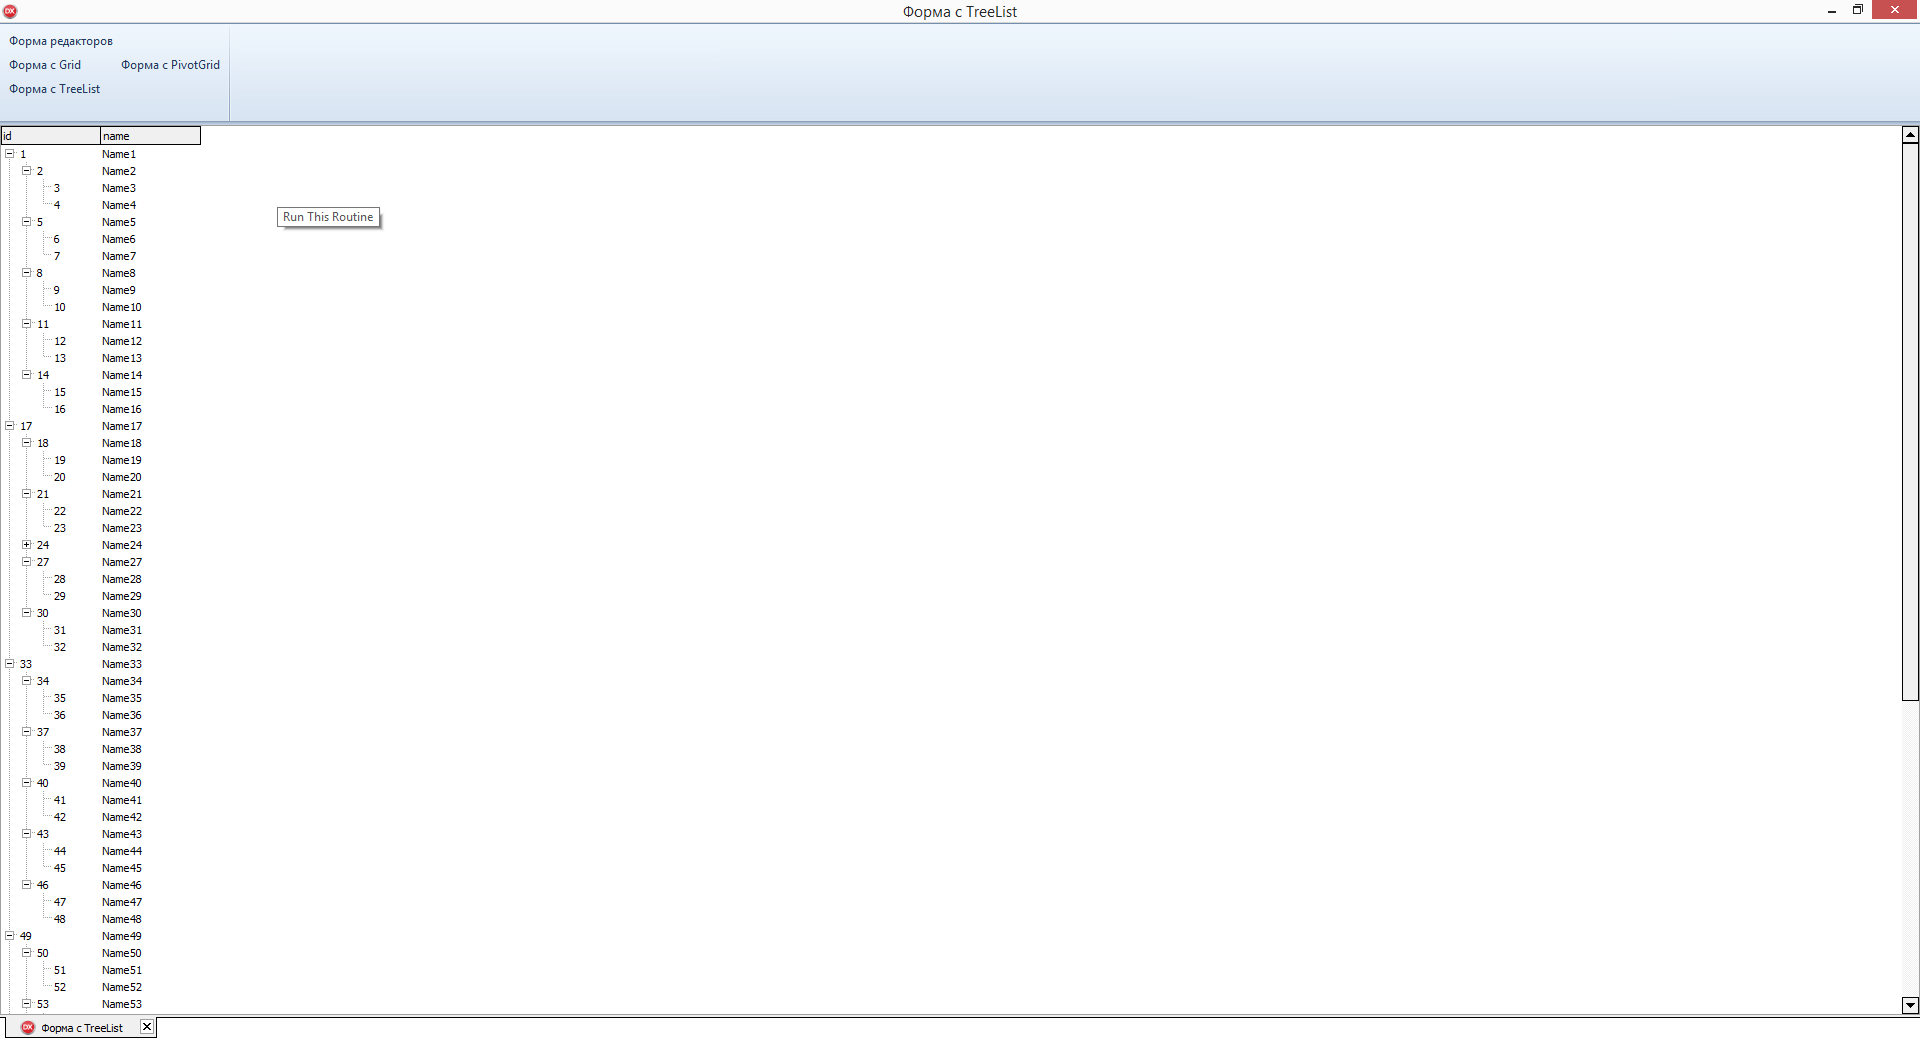 Форма с TreeList
Форма редакторов
Форма с Grid Форма с PivotGrid
Форма с TreeList
id name
1 Name1
2 Name2
3 Name3
4 Name4
Run This Routine
5 Name5
6 Name6
7 Name7
8 Name8
9 Name9
10 Name10
11 Name11
12 Name12
13 Name13
14 Name14
15 Name15
16 Name16
17 Name17
18 Name18
19 Name19
20 Name20
21 Name21
22 Name22
23 Name23
24 Name24
27 Name27
28 Name28
29 Name29
30 Name30
31 Name31
32 Name32
33 Name33
34 Name34
35 Name35
36 Name36
37 Name37
38 Name38
39 Name39
40 Name40
41 Name41
42 Name42
43 Name43
44 Name44
45 Name45
46 Name46
47 Name47
48 Name48
49 Name49
50 Name50
51 Name51
52 Name52
53 Name53
DX Форма с TreeList